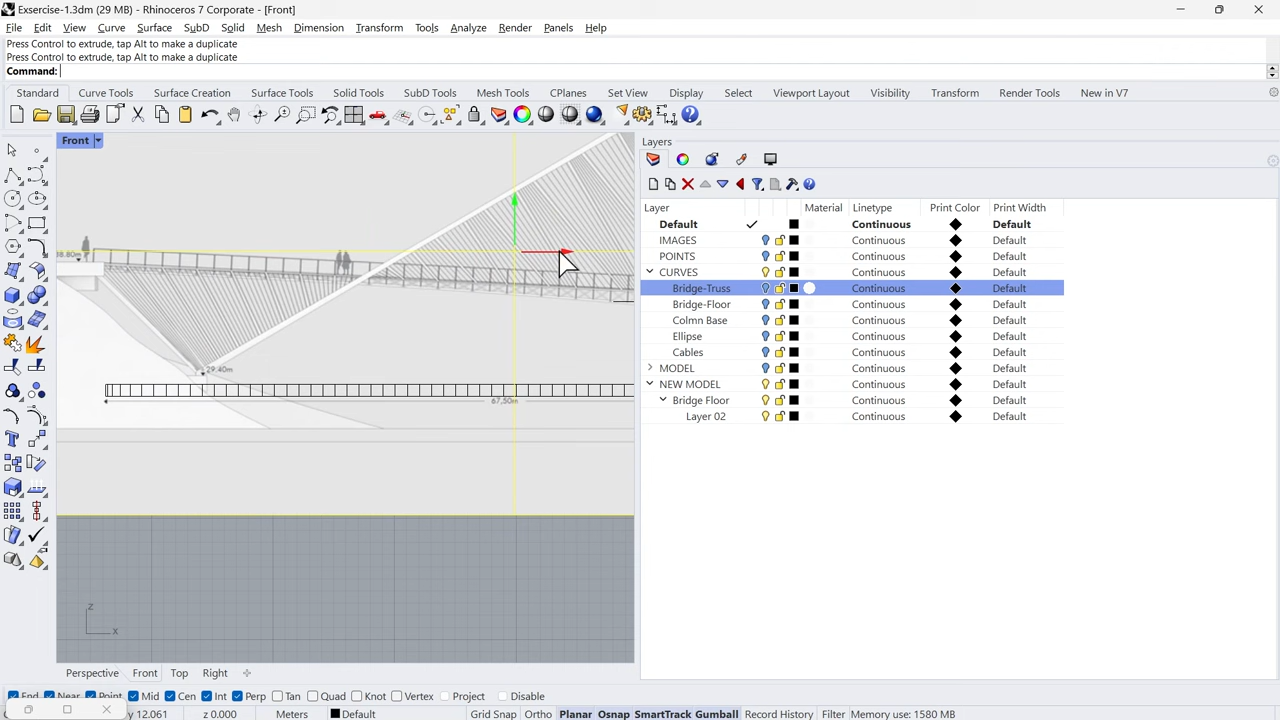 Exsercise-1.3dm (29 MB) - Rhinoceros 7 Corporate - [Front]
File Edit View Curve Surface SubD Solid Mesh Dimension Transform Tools Analyze Render Panels Help
Press Control to extrude, tap Alt to make a duplicate
Press Control to extrude, tap Alt to make a duplicate
Command:
Standard Curve Tools Surface Creation Surface Tools Solid Tools SubD Tools Mesh Tools CPlanes Set View Display Select Viewport Layout Visibility Transform Render Tools New in V7
Front
Layers
Layer Material Linetype Print Color Print Width
Default Continuous Default
IMAGES Continuous Default
POINTS Continuous Default
CURVES Continuous Default
Bridge-Truss Continuous Default
Bridge-Floor Continuous Default
Colmn Base Continuous Default
Ellipse Continuous Default
Cables Continuous Default
MODEL Continuous Default
NEW MODEL Continuous Default
Bridge Floor Continuous Default
Layer 02 Continuous Default
38.80m
29.40m
67,50m
z
x
Perspective Front Top Right
End Near Point Mid Cen Int Perp Tan Quad Knot Vertex Project Disable
y 12.061 z 0.000 Meters Default Grid Snap Ortho Planar Osnap SmartTrack Gumball Record History Filter Memory use: 1580 MB